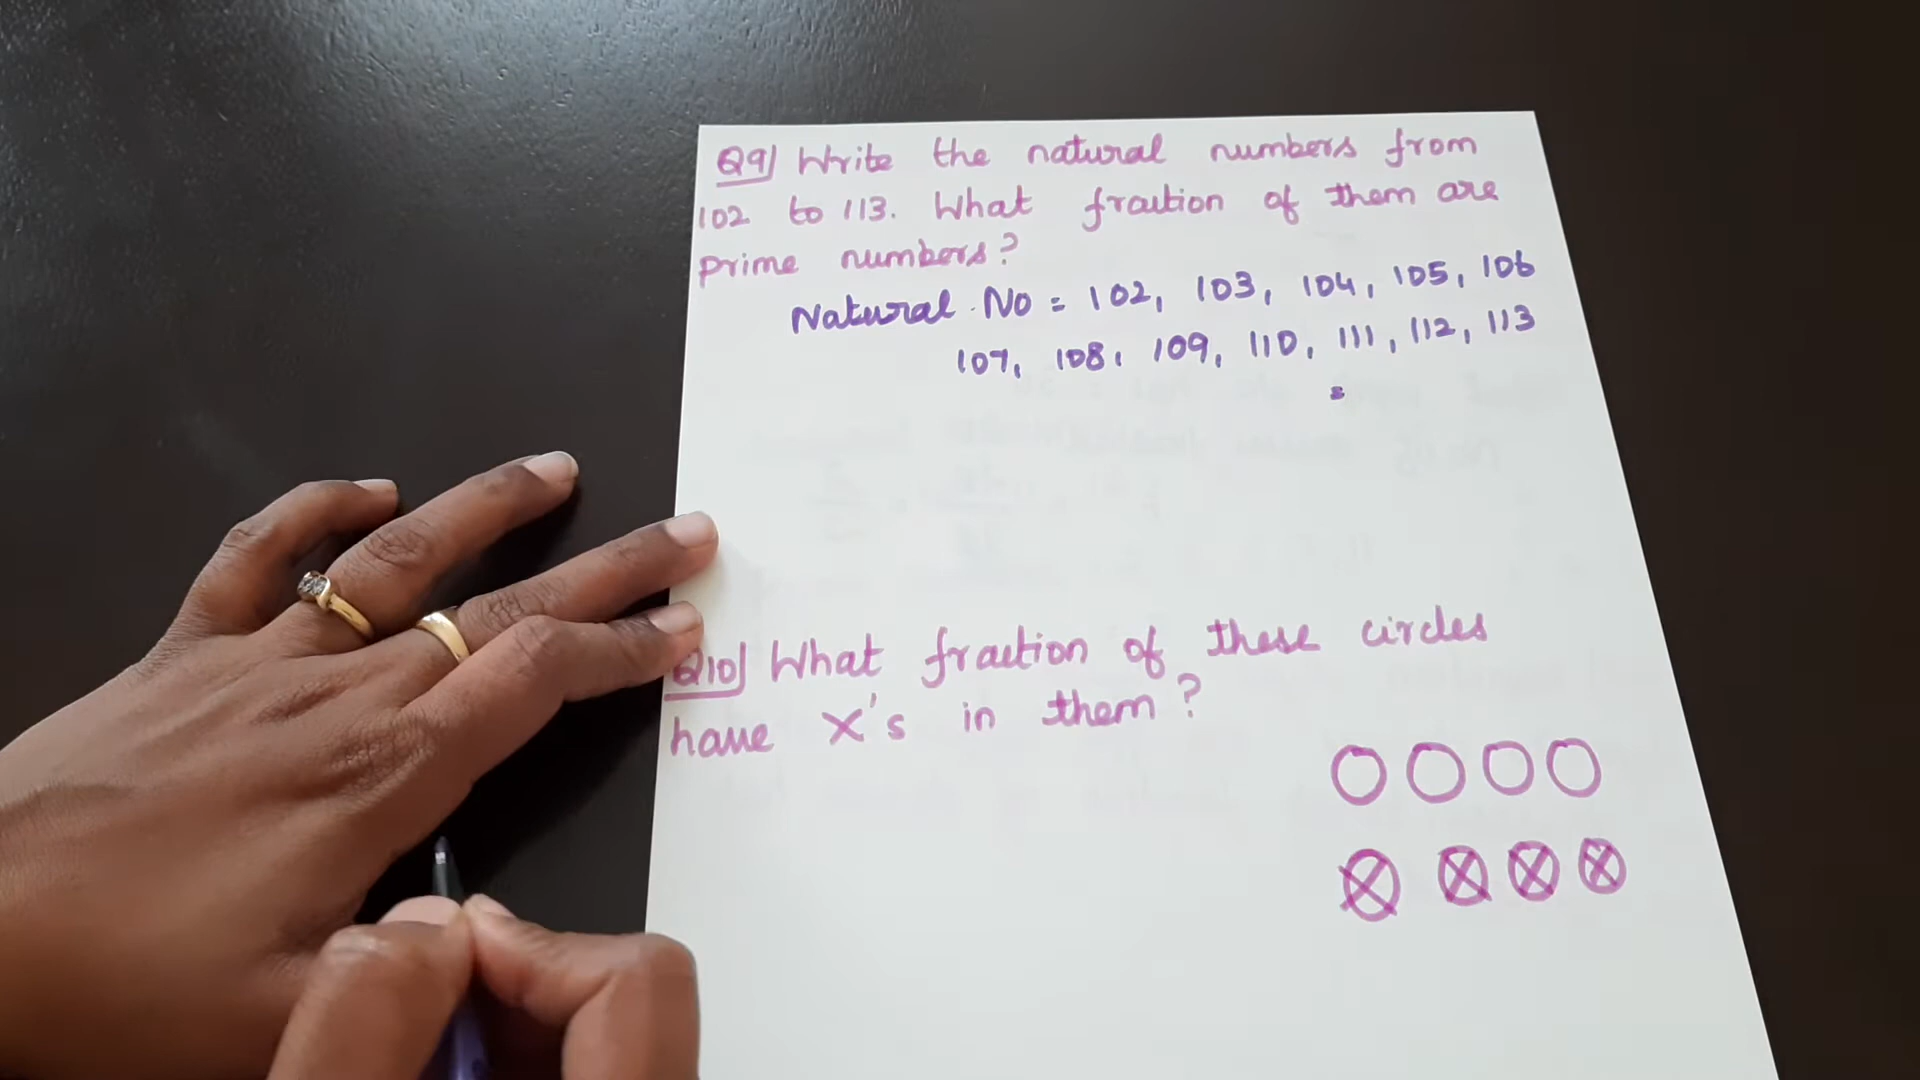 Q9) Write the natural numbers from
102 to 113. What fraction of them are
prime numbers?
Natural No = 102, 103, 104, 105, 106
107, 108, 109, 110, 111, 112, 113
Q10) What fraction of these circles
have X's in them?